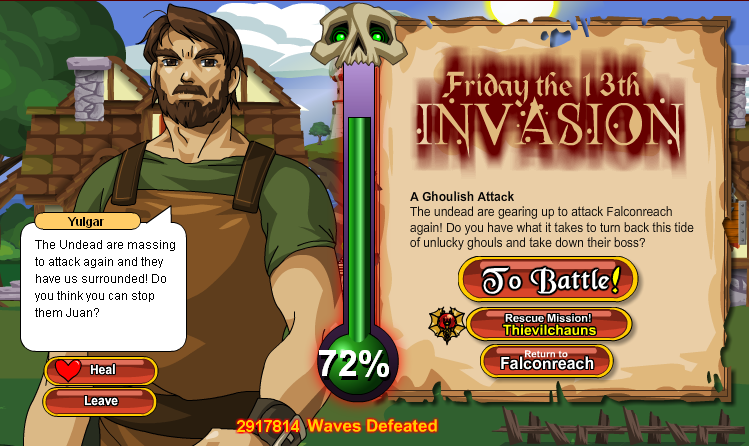 Friday the 13th
INVASION
A Ghoulish Attack
The undead are gearing up to attack Falconreach
again! Do you have what it takes to turn back this tide
of unlucky ghouls and take down their boss?
To Battle!
Rescue Mission!
Thievilchauns
Return to
Falconreach
Yulgar
The Undead are massing
to attack again and they
have us surrounded! Do
you think you can stop
them Juan?
Heal
Leave
72%
2917814 Waves Defeated